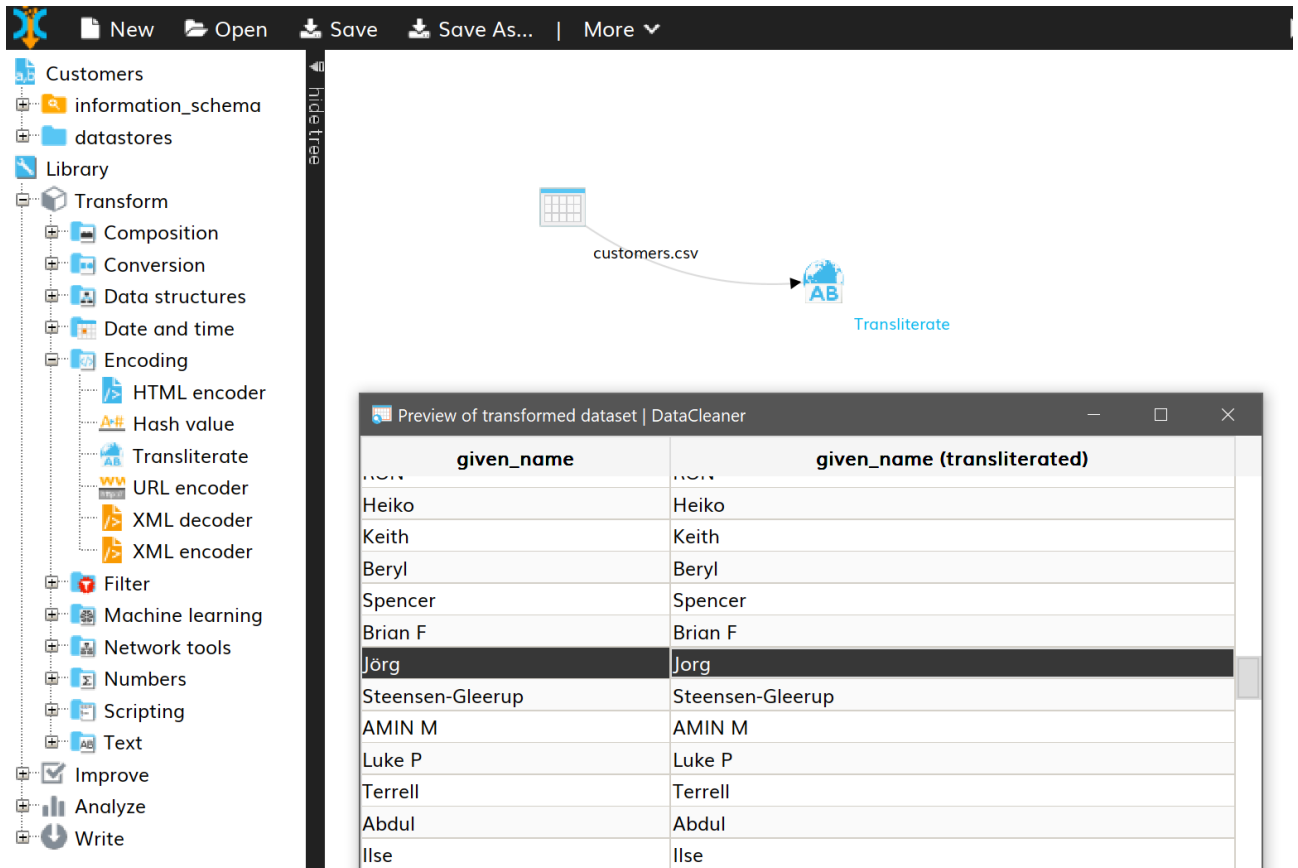 New Open Save Save As... | More
Customers
information_schema
datastores
Library
Transform
Composition
Conversion
Data structures
Date and time
Encoding
HTML encoder
Hash value
Transliterate
URL encoder
XML decoder
XML encoder
Filter
Machine learning
Network tools
Numbers
Scripting
Text
Improve
Analyze
Write
hide tree
customers.csv
Transliterate
Preview of transformed dataset | DataCleaner
given_name given_name (transliterated)
Heiko Heiko
Keith Keith
Beryl Beryl
Spencer Spencer
Brian F Brian F
Jörg Jorg
Steensen-Gleerup Steensen-Gleerup
AMIN M AMIN M
Luke P Luke P
Terrell Terrell
Abdul Abdul
Ilse Ilse